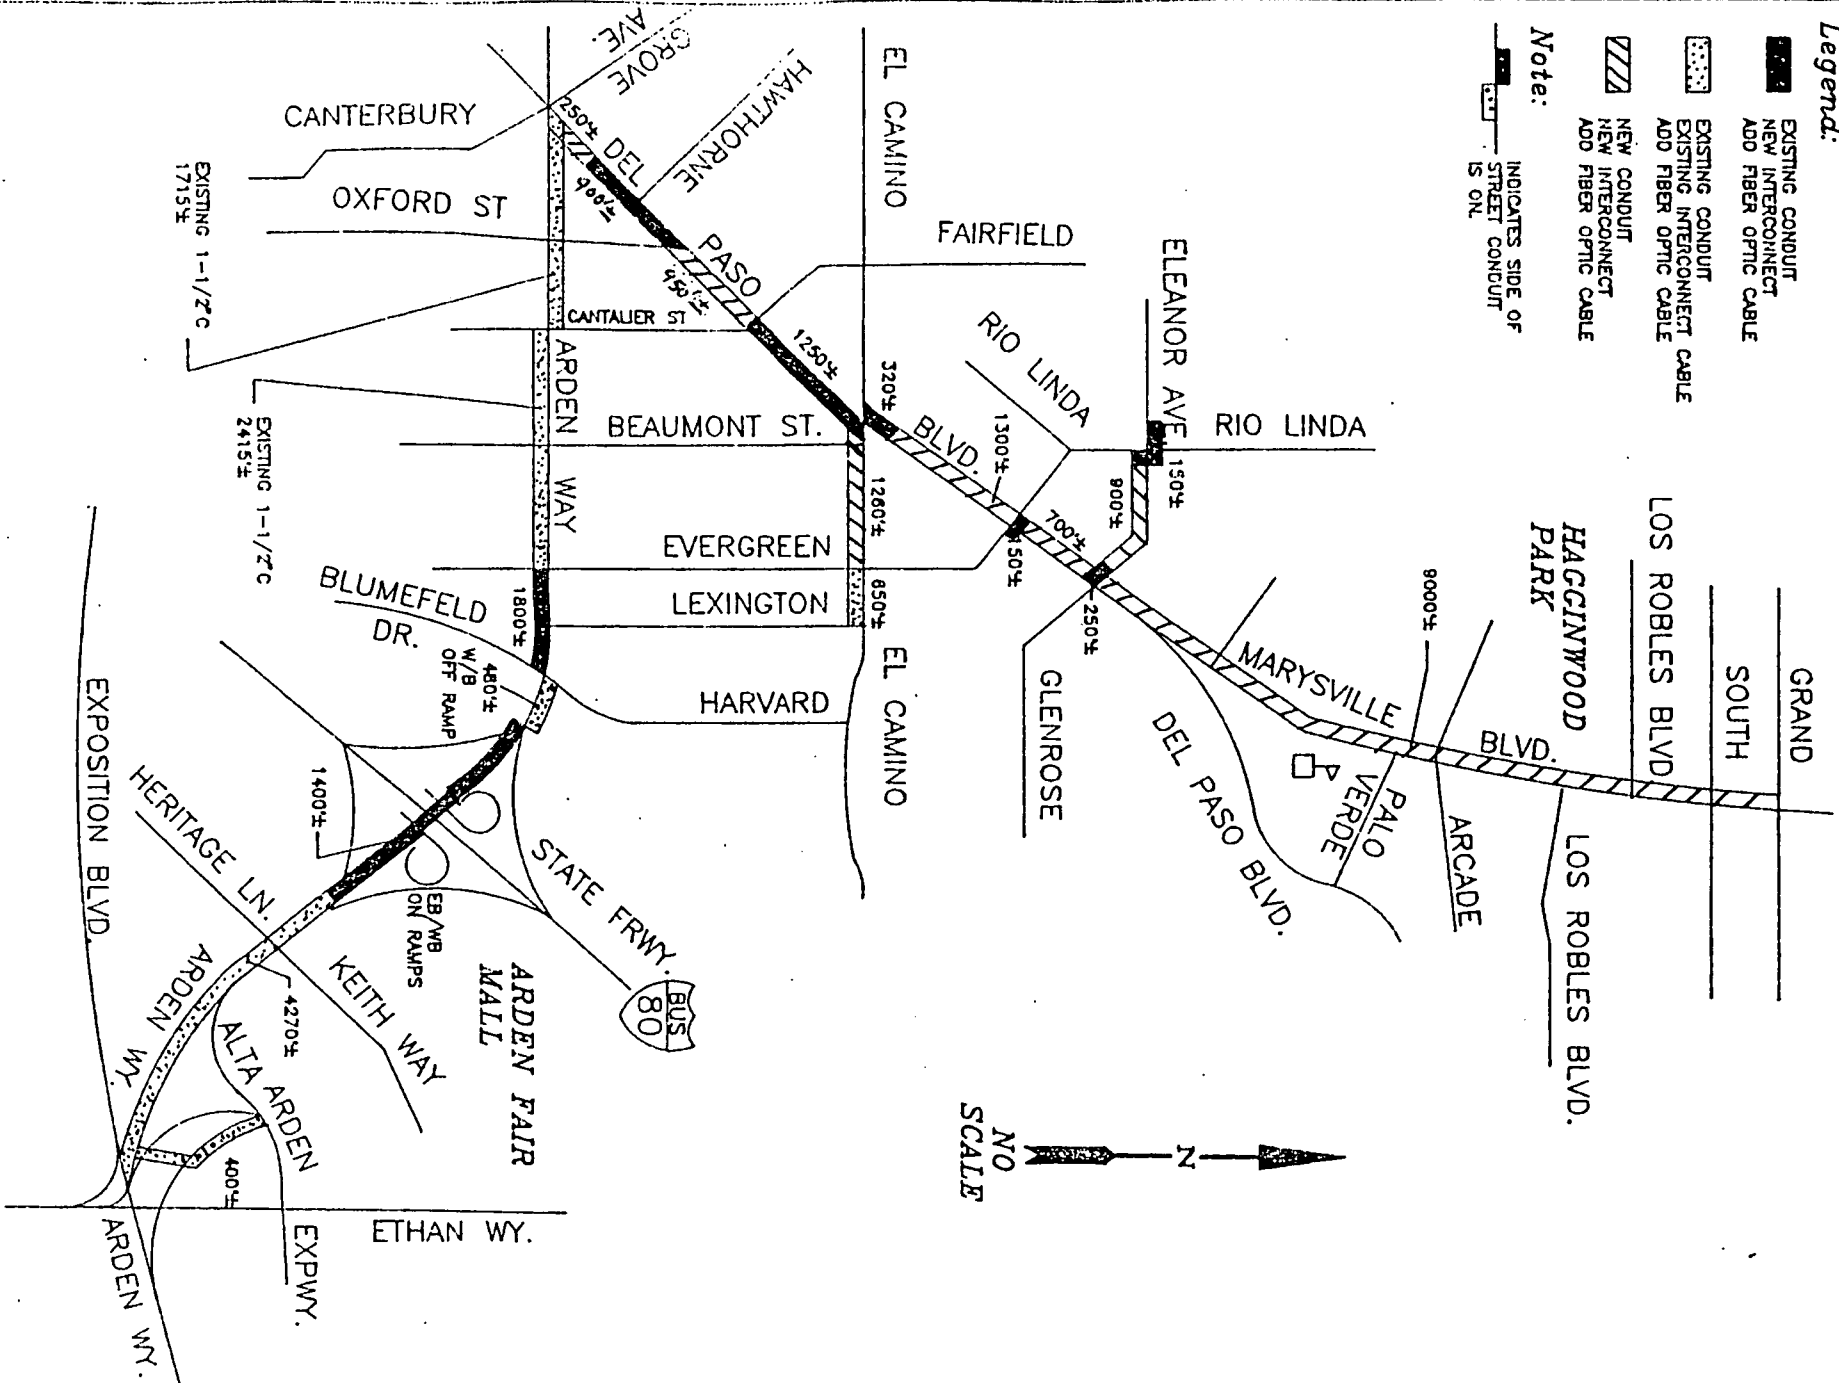 Legend:
EXISTING CONDUIT
NEW INTERCONECT
ADD FIBER OPTIC CABLE
EXISTING CONDUIT
EXISTING INTERCONNECT CABLE
ADD FIBER OPTIC CABLE
NEW CONDUIT
NEW INTERCONNECT
ADD FIBER OPTIC CABLE
Note:
INDICATES SIDE OF
STREET CONDUIT
IS ON.
GROVE
AVE.
HAWTHORNE
EL CAMINO
CANTERBURY
250'±
DEL
900'±
OXFORD ST
PASO
950'±
FAIRFIELD
EXISTING 1-1/2"C
1715'±
CANTALIER ST
1250'±
320'±
RIO LINDA
ELEANOR AVE
RIO LINDA
ARDEN
WAY
BEAUMONT ST.
BLVD.
1300'±
150'±
900'±
EXISTING 1-1/2"C
2415'±
1260'±
EVERGREEN
150'±
700'±
LEXINGTON
650'±
250'±
BLUMEFELD
DR.
1800'±
480'±
W/B
OFF RAMP
HARVARD
EL CAMINO
GLENROSE
MARYSVILLE
BLVD.
9000'±
HAGGINWOOD
PARK
LOS ROBLES BLVD
SOUTH
GRAND
DEL PASO BLVD.
PALO
VERDE
ARCADE
LOS ROBLES BLVD.
EXPOSITION BLVD.
HERITAGE LN.
1400'±
STATE FRWY.
EB/WB
ON RAMPS
BUS
80
ARDEN FAIR
MALL
KEITH WAY
ARDEN
WY.
4270'±
ALTA ARDEN
EXPWY.
400'±
ETHAN WY.
ARDEN WY.
N
NO
SCALE